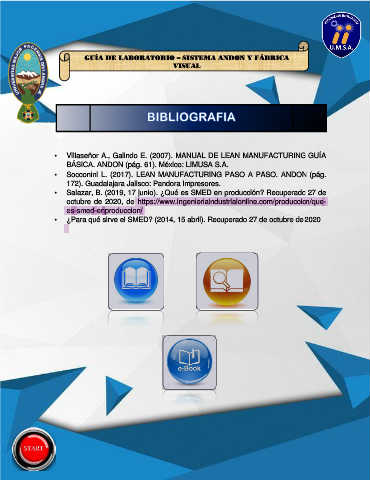 GUÍA DE LABORATORIO – SISTEMA ANDON Y FÁBRICA
VISUAL
U.M.S.A.
BIBLIOGRAFIA
• Villaseñor A., Galindo E. (2007). MANUAL DE LEAN MANUFACTURING GUÍA
BÁSICA. ANDON (pág. 61). México: LIMUSA S.A.
• Socconini L. (2017). LEAN MANUFACTURING PASO A PASO. ANDON (pág.
172). Guadalajara Jalisco: Pandora Impresores.
• Salazar, B. (2019, 17 junio). ¿Qué es SMED en producción? Recuperado 27 de
octubre de 2020, de https://www.ingenieriaindustrialonline.com/produccion/que-
es-smed-enproduccion/
• ¿Para qué sirve el SMED? (2014, 15 abril). Recuperado 27 de octubre de 2020
e-Book
START